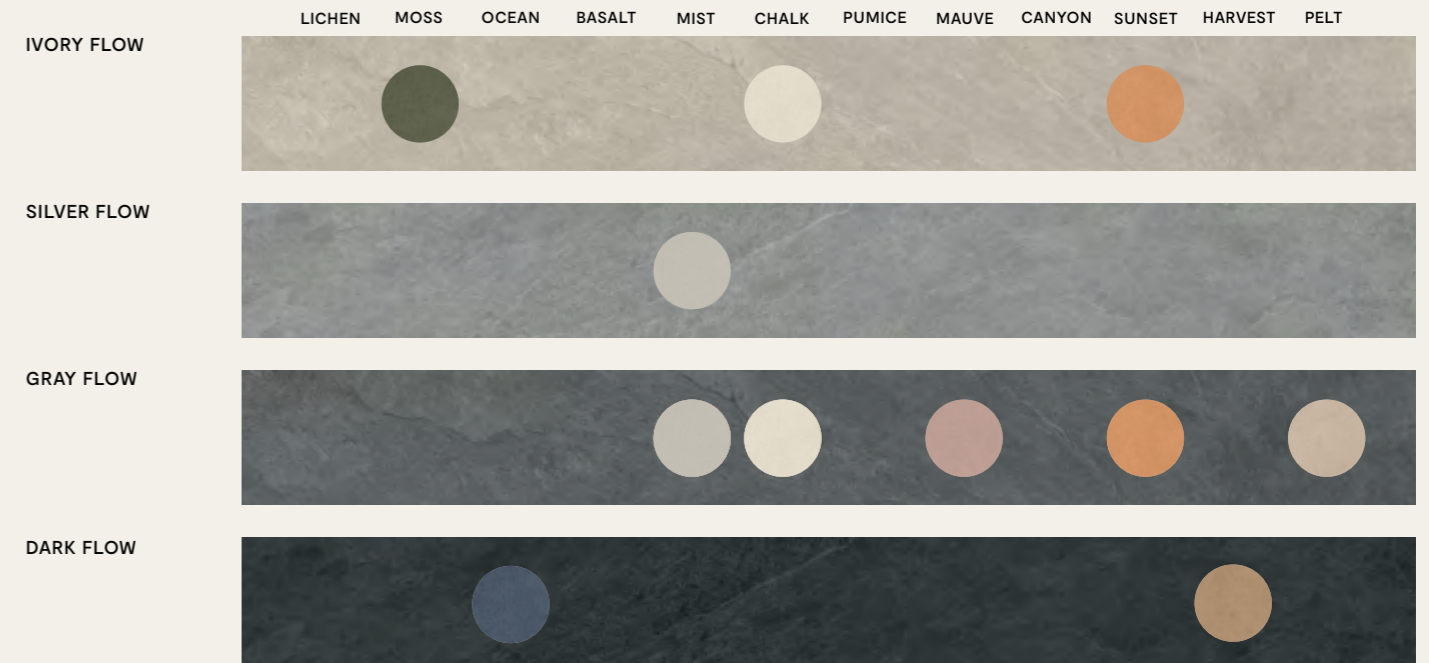 LICHEN MOSS OCEAN BASALT MIST CHALK PUMICE MAUVE CANYON SUNSET HARVEST PELT
IVORY FLOW
SILVER FLOW
GRAY FLOW
DARK FLOW